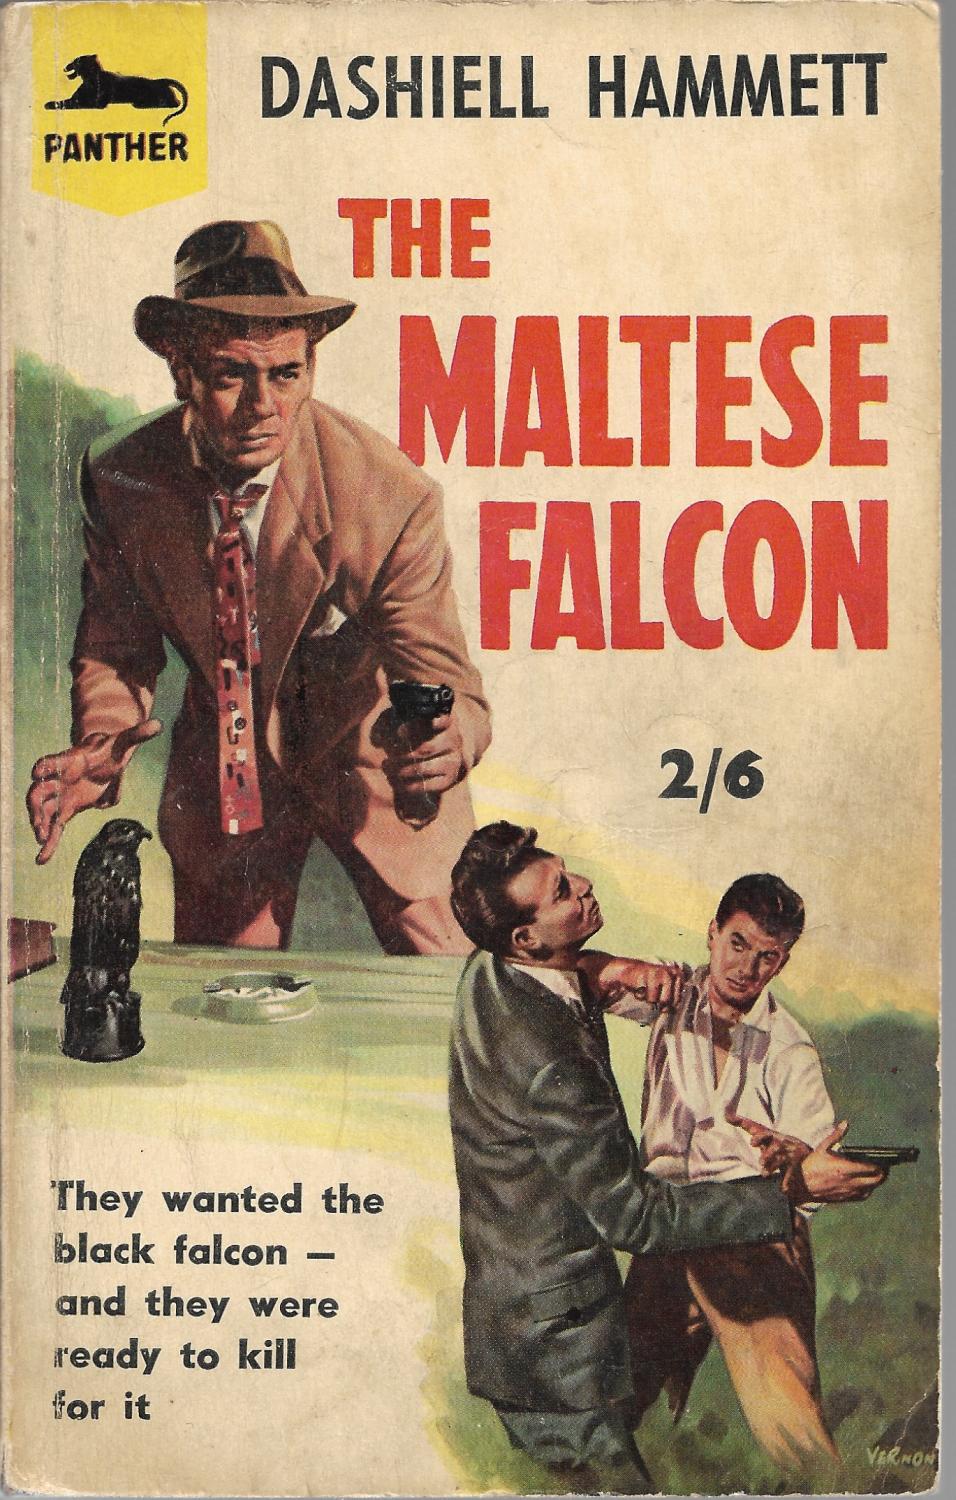 PANTHER
DASHIELL HAMMETT
THE
MALTESE
FALCON
2/6
They wanted the
black falcon –
and they were
ready to kill
for it
VERNON